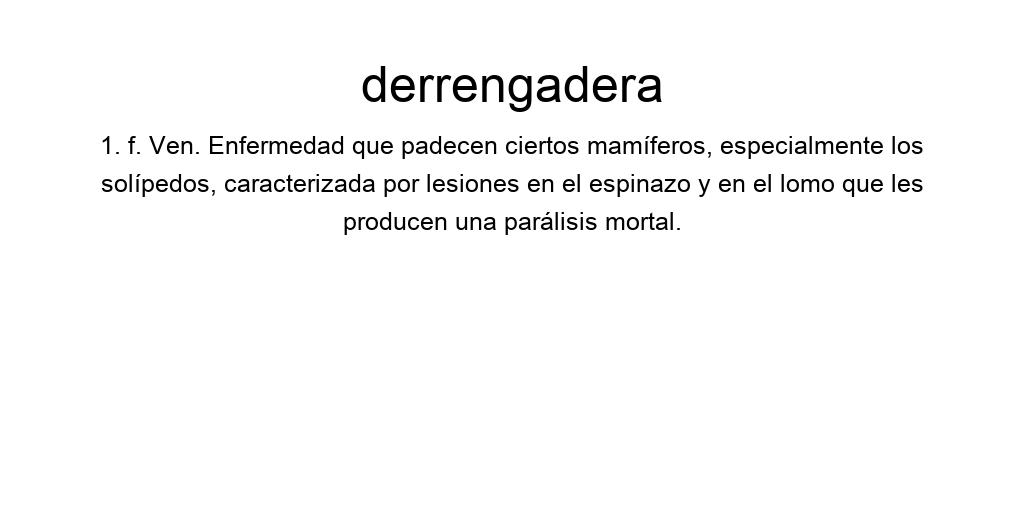 derrengadera
1. f. Ven. Enfermedad que padecen ciertos mamíferos, especialmente los
solípedos, caracterizada por lesiones en el espinazo y en el lomo que les
producen una parálisis mortal.